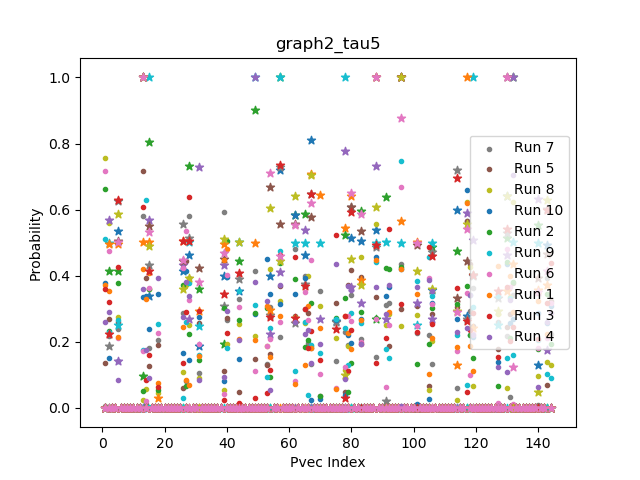 graph2_tau5
1.0
0.8
0.6
0.4
0.2
0.0
Probability
0 20 40 60 80 100 120 140
Pvec Index
Run 7
Run 5
Run 8
Run 10
Run 2
Run 9
Run 6
Run 1
Run 3
Run 4